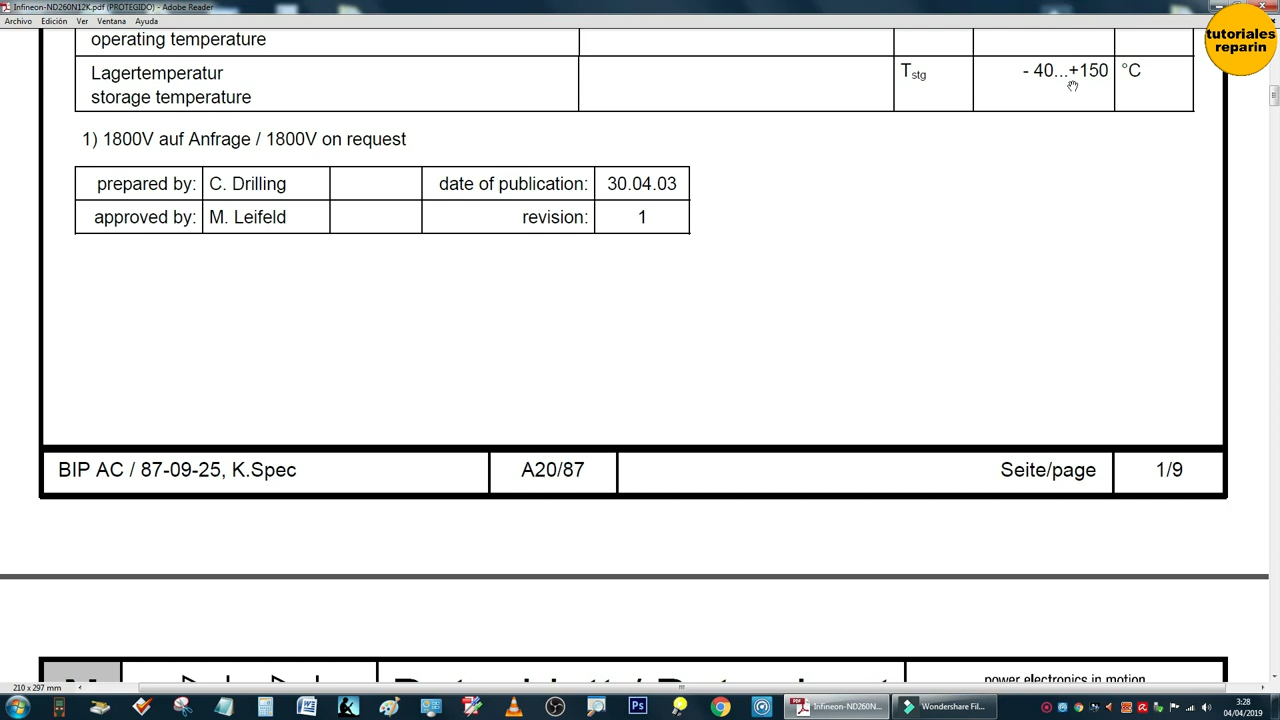 Infineon-ND260N12K.pdf (PROTEGIDO) - Adobe Reader
Archivo Edición Ver Ventana Ayuda
tutoriales
reparin
operating temperature
Lagertemperatur
storage temperature
Tstg
- 40...+150
°C
1) 1800V auf Anfrage / 1800V on request
prepared by: C. Drilling date of publication: 30.04.03
approved by: M. Leifeld revision: 1
BIP AC / 87-09-25, K.Spec A20/87 Seite/page 1/9
power electronics in motion
210 x 297 mm
Infineon-ND260N...
Wondershare Fil...
3:28
04/04/2019